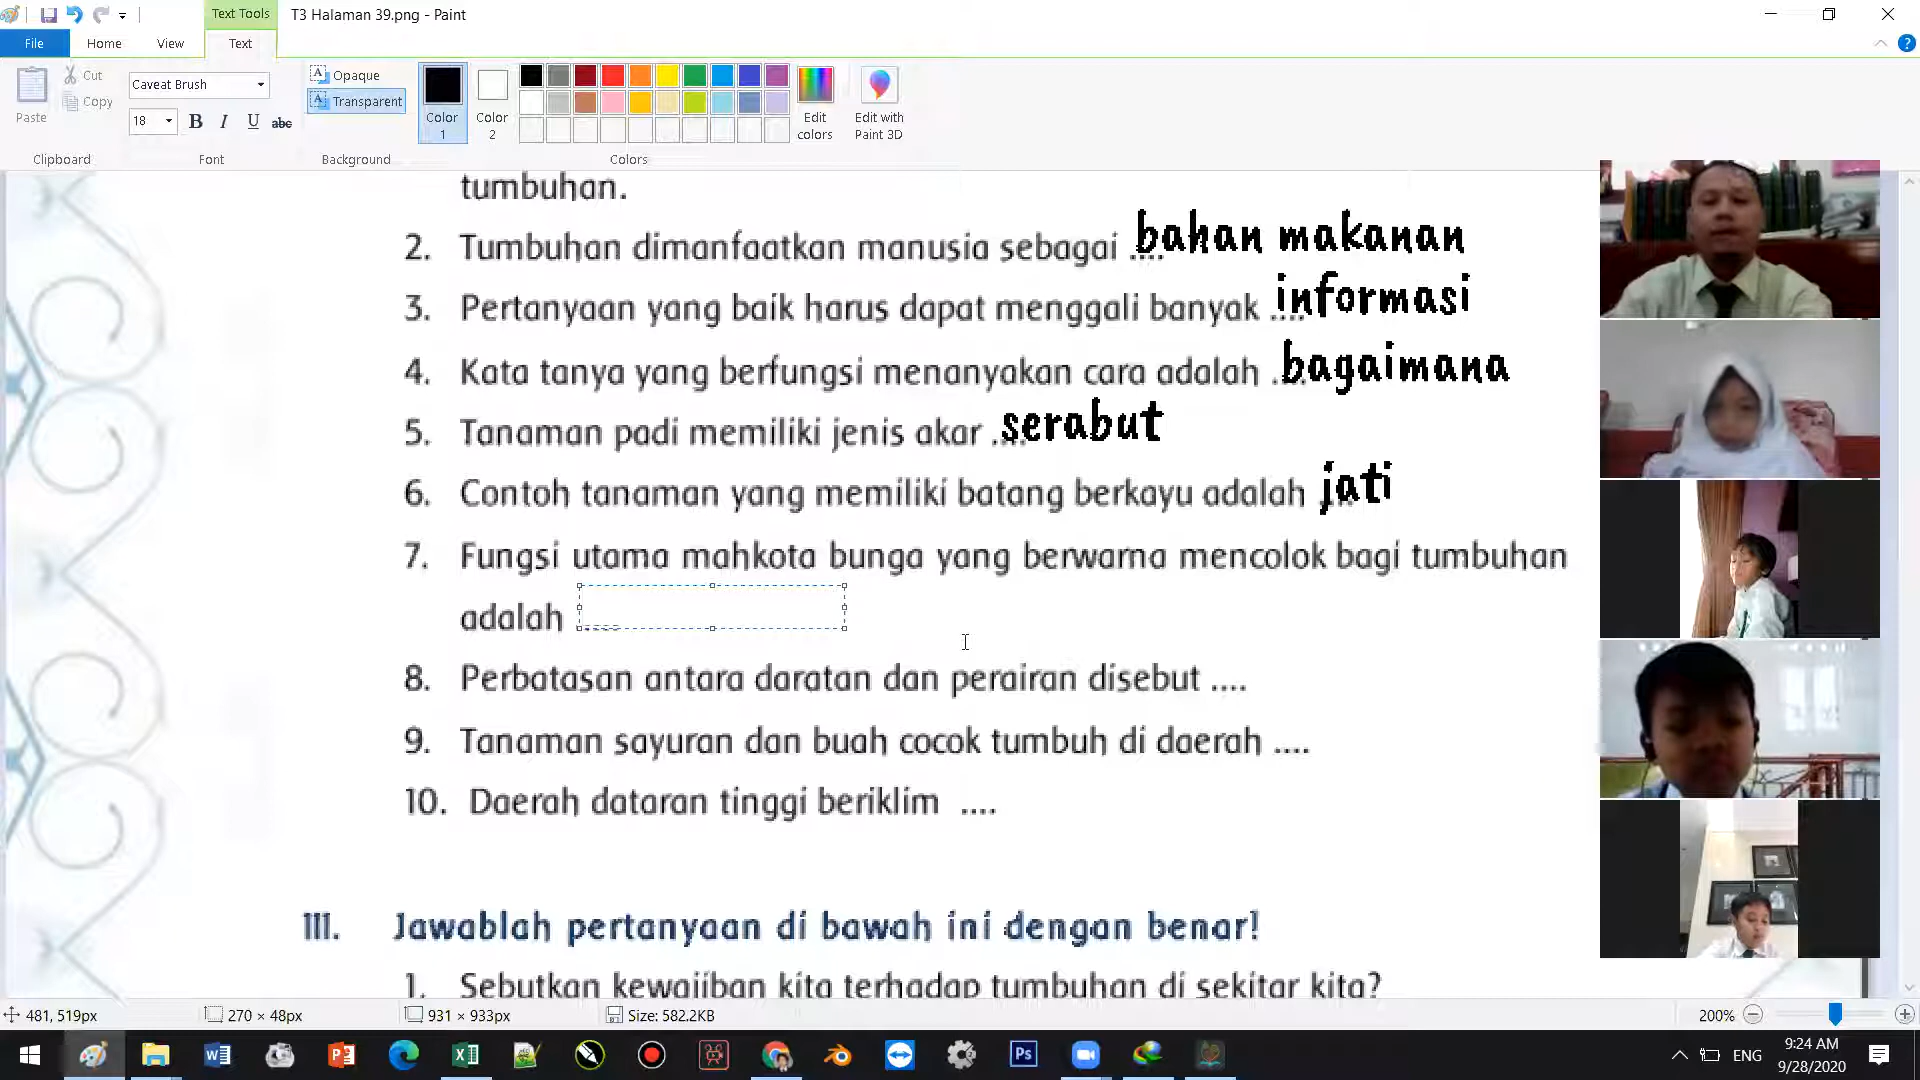 Text Tools
T3 Halaman 39.png - Paint
File
Home
View
Text
?
Paste
Cut
Copy
Clipboard
Caveat Brush
18
B I U abc
Font
Opaque
Transparent
Background
Color 1
Color 2
Edit colors
Edit with Paint 3D
Colors
tumbuhan.
2. Tumbuhan dimanfaatkan manusia sebagai .... bahan makanan
3. Pertanyaan yang baik harus dapat menggali banyak .... informasi
4. Kata tanya yang berfungsi menanyakan cara adalah .... bagaimana
5. Tanaman padi memiliki jenis akar .... serabut
6. Contoh tanaman yang memiliki batang berkayu adalah jati
7. Fungsi utama mahkota bunga yang berwarna mencolok bagi tumbuhan
adalah
8. Perbatasan antara daratan dan perairan disebut ....
9. Tanaman sayuran dan buah cocok tumbuh di daerah ....
10. Daerah dataran tinggi beriklim ....
III. Jawablah pertanyaan di bawah ini dengan benar!
1. Sebutkan kewajiban kita terhadap tumbuhan di sekitar kita?
481, 519px
270 × 48px
931 × 933px
Size: 582.2KB
200%
ENG
9:24 AM
9/28/2020